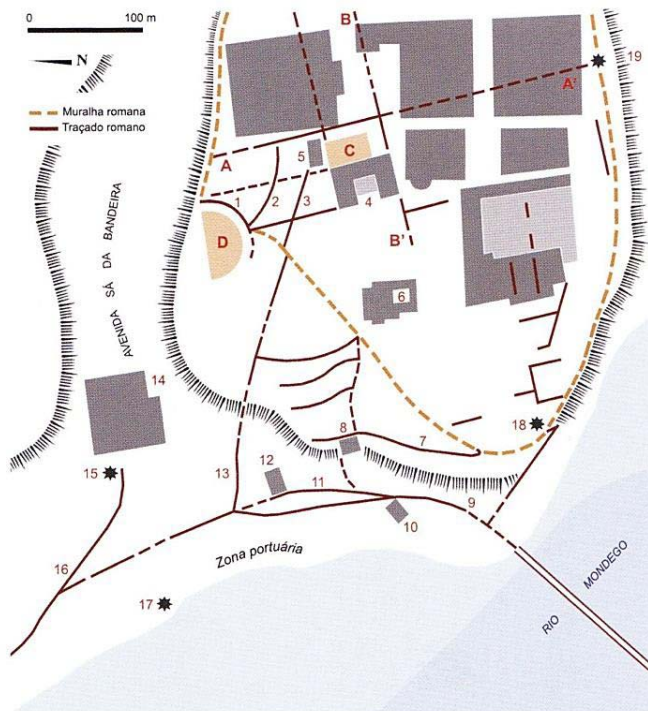 0 100 m
N
Muralha romana
Traçado romano
B
19
A'
A
5
C
1
2
3
4
D
B'
AVENIDA SÁ DA BANDEIRA
6
14
8
7
18
15
13
12
11
9
10
16
Zona portuária
17
RIO MONDEGO